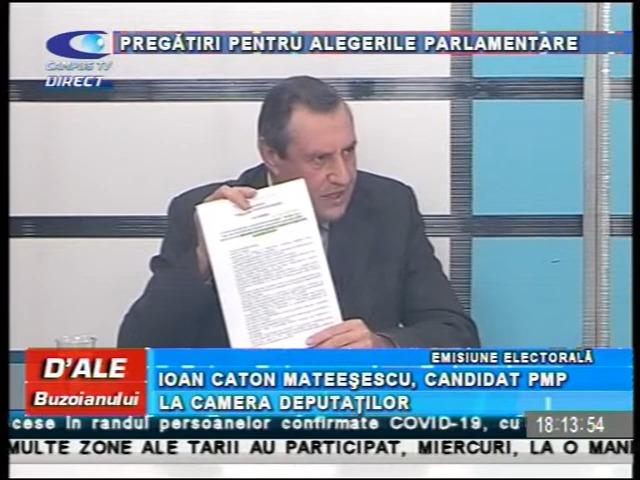 PREGĂTIRI PENTRU ALEGERILE PARLAMENTARE
CAMPUS TV
DIRECT
EMISIUNE ELECTORALĂ
D'ALE
Buzoianului
IOAN CATON MATEEŞESCU, CANDIDAT PMP
LA CAMERA DEPUTAŢILOR
cese în randul persoanelor confirmate COVID-19, cu
18:13:54
MULTE ZONE ALE TARII AU PARTICIPAT, MIERCURI, LA O MANI